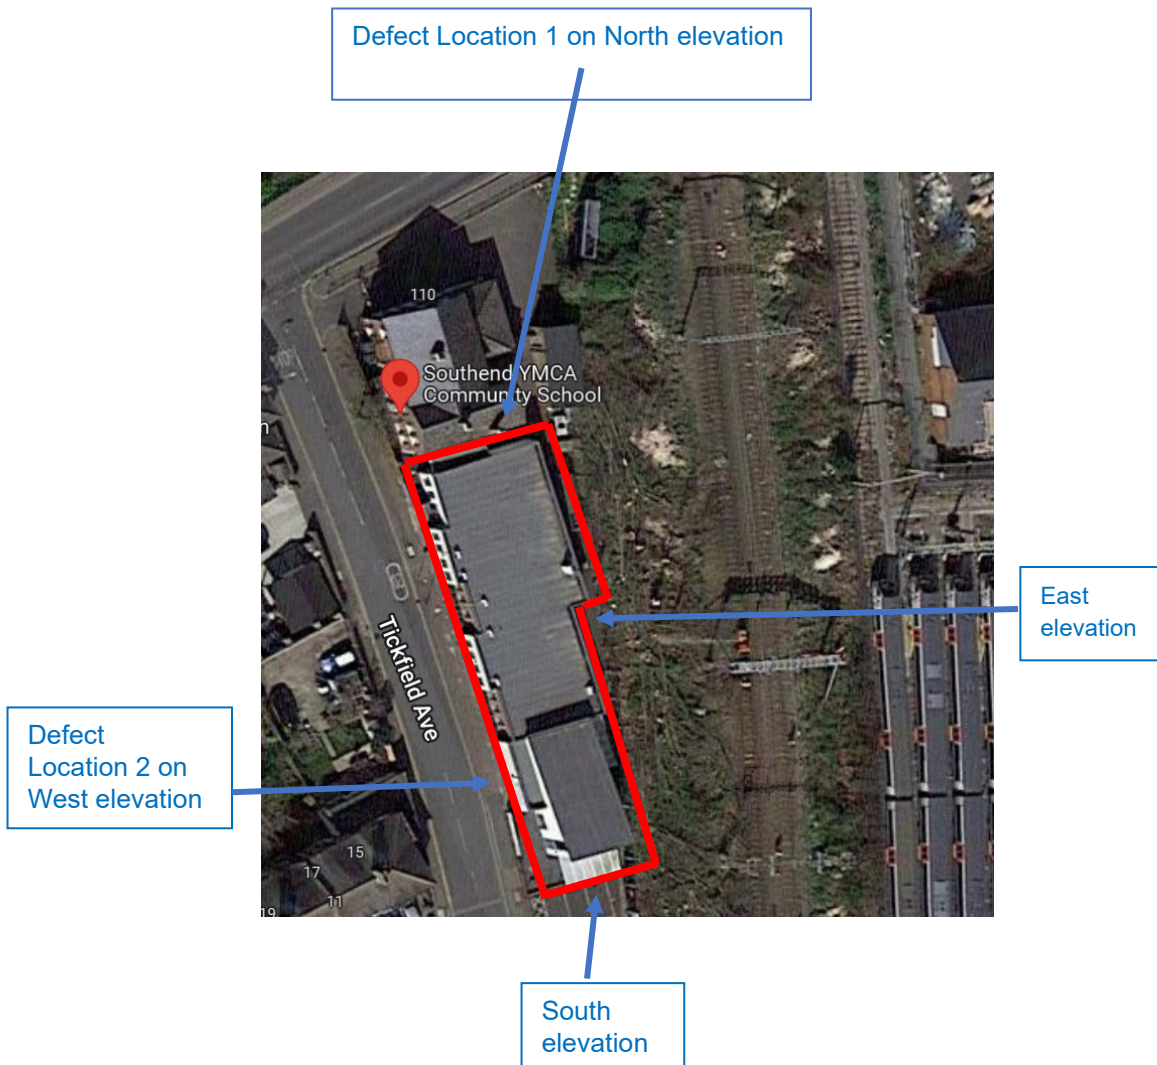 Defect Location 1 on North elevation
110
Southend YMCA
Community School
East
elevation
Tickfield Ave
Defect
Location 2 on
West elevation
15
17
11
19
South
elevation